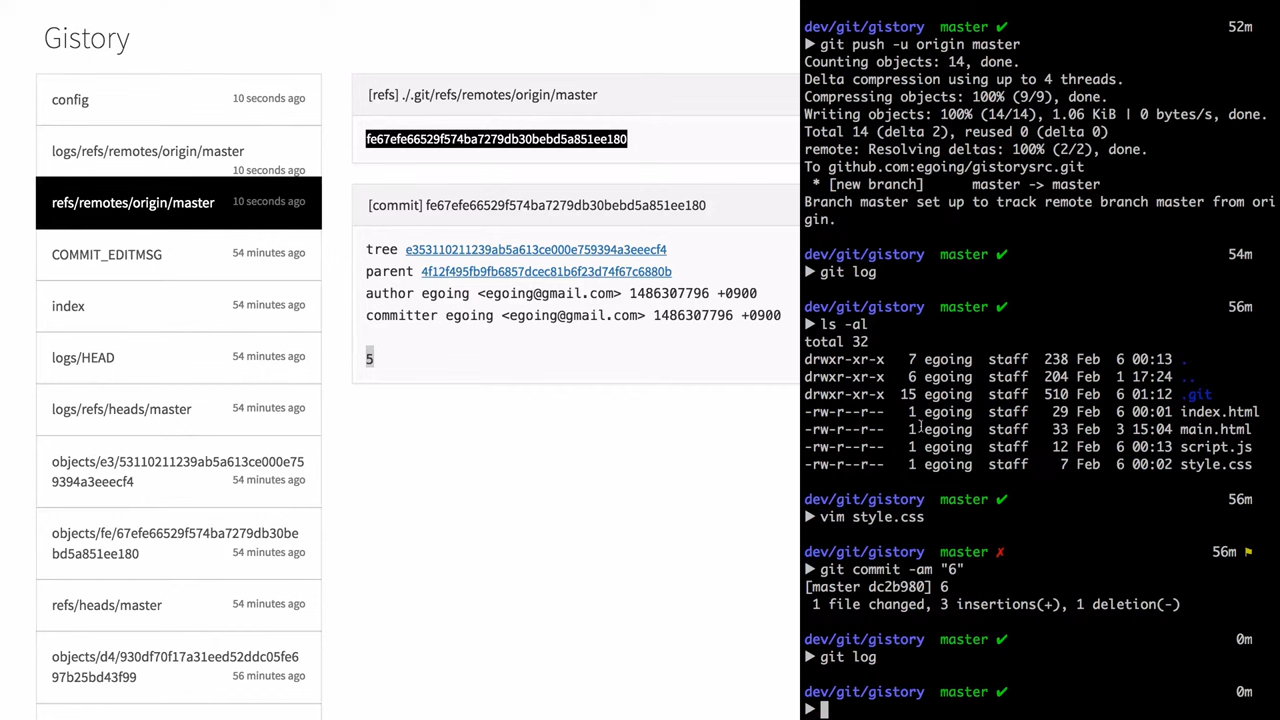 Gistory
config 10 seconds ago
logs/refs/remotes/origin/master
10 seconds ago
refs/remotes/origin/master 10 seconds ago
COMMIT_EDITMSG 54 minutes ago
index 54 minutes ago
logs/HEAD 54 minutes ago
logs/refs/heads/master 54 minutes ago
objects/e3/53110211239ab5a613ce000e75
9394a3eeecf4 54 minutes ago
objects/fe/67efe66529f574ba7279db30be
bd5a851ee180 54 minutes ago
refs/heads/master 54 minutes ago
objects/d4/930df70f17a31eed52ddc05fe6
97b25bd43f99 56 minutes ago
[refs] ./.git/refs/remotes/origin/master
fe67efe66529f574ba7279db30bebd5a851ee180
[commit] fe67efe66529f574ba7279db30bebd5a851ee180
tree e353110211239ab5a613ce000e759394a3eeecf4
parent 4f12f495fb9fb6857dcec81b6f23d74f67c6880b
author egoing <egoing@gmail.com> 1486307796 +0900
committer egoing <egoing@gmail.com> 1486307796 +0900
5
dev/git/gistory master ✔ 52m
▶ git push -u origin master
Counting objects: 14, done.
Delta compression using up to 4 threads.
Compressing objects: 100% (9/9), done.
Writing objects: 100% (14/14), 1.06 KiB | 0 bytes/s, done.
Total 14 (delta 2), reused 0 (delta 0)
remote: Resolving deltas: 100% (2/2), done.
To github.com:egoing/gistorysrc.git
* [new branch] master -> master
Branch master set up to track remote branch master from ori
gin.
dev/git/gistory master ✔ 54m
▶ git log
dev/git/gistory master ✔ 56m
▶ ls -al
total 32
drwxr-xr-x 7 egoing staff 238 Feb 6 00:13 .
drwxr-xr-x 6 egoing staff 204 Feb 1 17:24 ..
drwxr-xr-x 15 egoing staff 510 Feb 6 01:12 .git
-rw-r--r-- 1 egoing staff 29 Feb 6 00:01 index.html
-rw-r--r-- 1 egoing staff 33 Feb 3 15:04 main.html
-rw-r--r-- 1 egoing staff 12 Feb 6 00:13 script.js
-rw-r--r-- 1 egoing staff 7 Feb 6 00:02 style.css
dev/git/gistory master ✔ 56m
▶ vim style.css
dev/git/gistory master ✗ 56m ⚑
▶ git commit -am "6"
[master dc2b980] 6
1 file changed, 3 insertions(+), 1 deletion(-)
dev/git/gistory master ✔ 0m
▶ git log
dev/git/gistory master ✔ 0m
▶